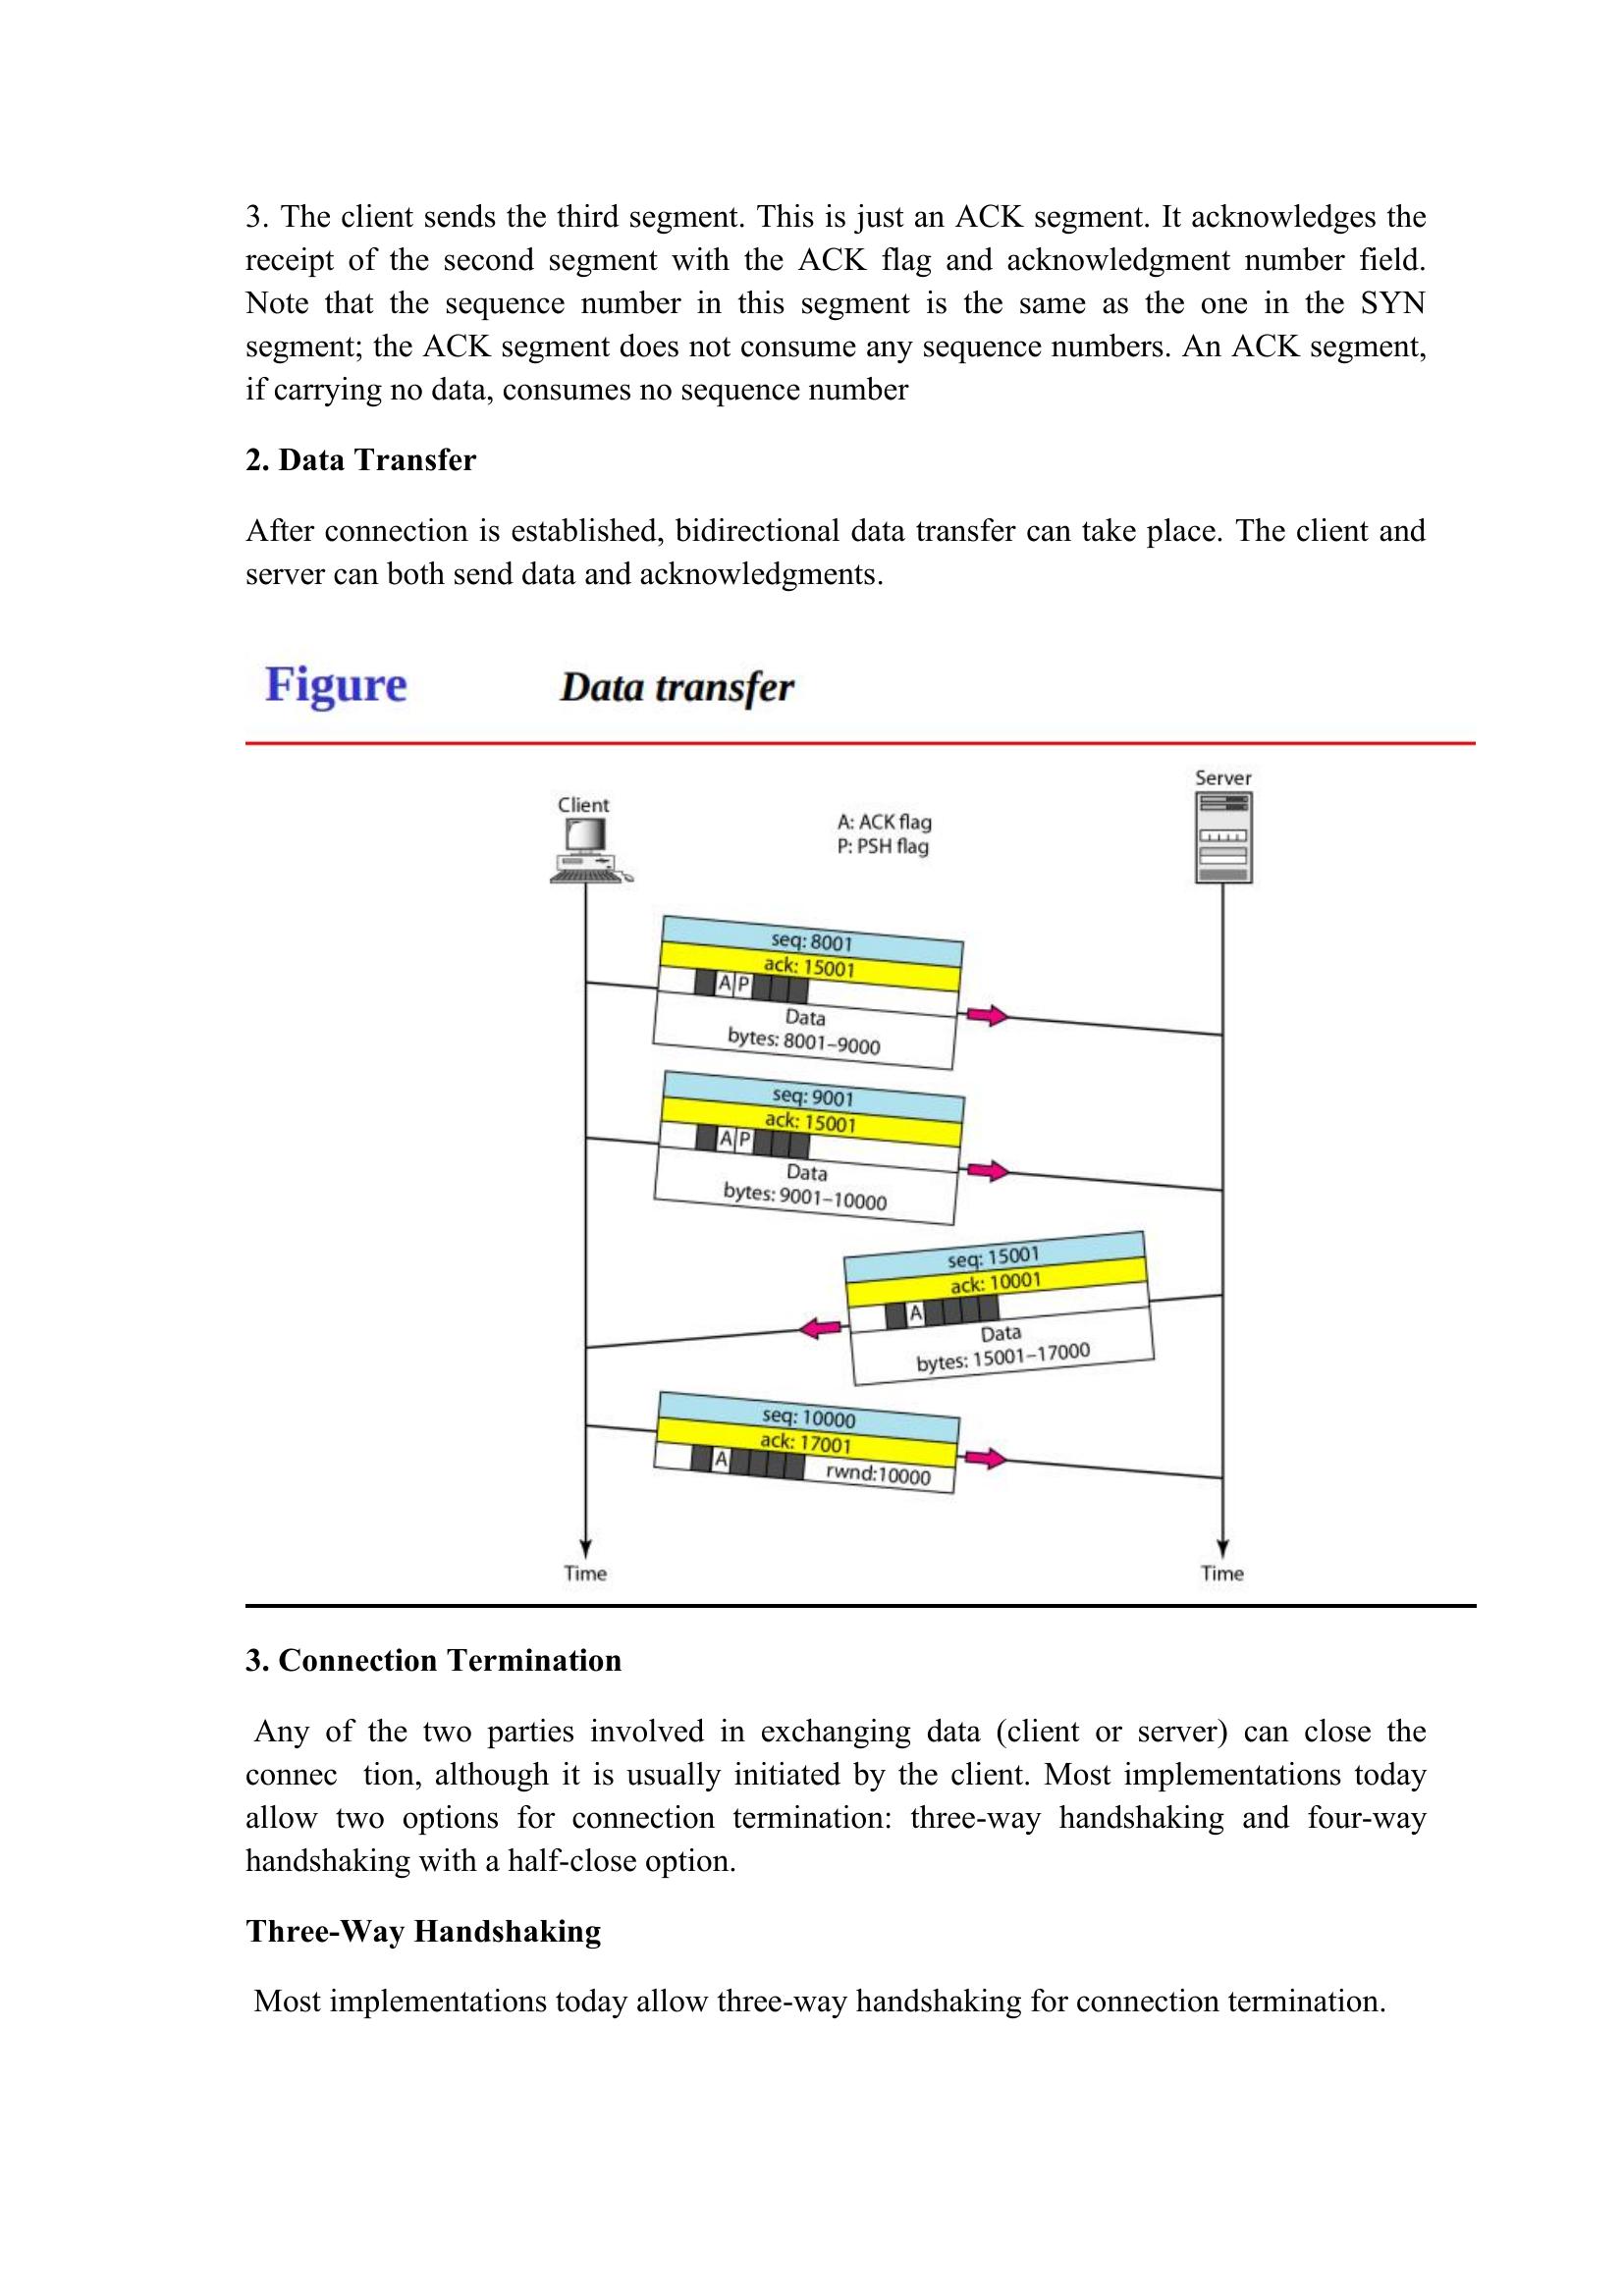 3. The client sends the third segment. This is just an ACK segment. It acknowledges the
receipt of the second segment with the ACK flag and acknowledgment number field.
Note that the sequence number in this segment is the same as the one in the SYN
segment; the ACK segment does not consume any sequence numbers. An ACK segment,
if carrying no data, consumes no sequence number
2. Data Transfer
After connection is established, bidirectional data transfer can take place. The client and
server can both send data and acknowledgments.
Figure Data transfer
Server
Client
A: ACK flag
P: PSH flag
seq: 8001
ack: 15001
A P
Data
bytes: 8001–9000
seq: 9001
ack: 15001
A P
Data
bytes: 9001–10000
seq: 15001
ack: 10001
A
Data
bytes: 15001–17000
seq: 10000
ack: 17001
A rwnd:10000
Time Time
3. Connection Termination
Any of the two parties involved in exchanging data (client or server) can close the
connec tion, although it is usually initiated by the client. Most implementations today
allow two options for connection termination: three-way handshaking and four-way
handshaking with a half-close option.
Three-Way Handshaking
Most implementations today allow three-way handshaking for connection termination.